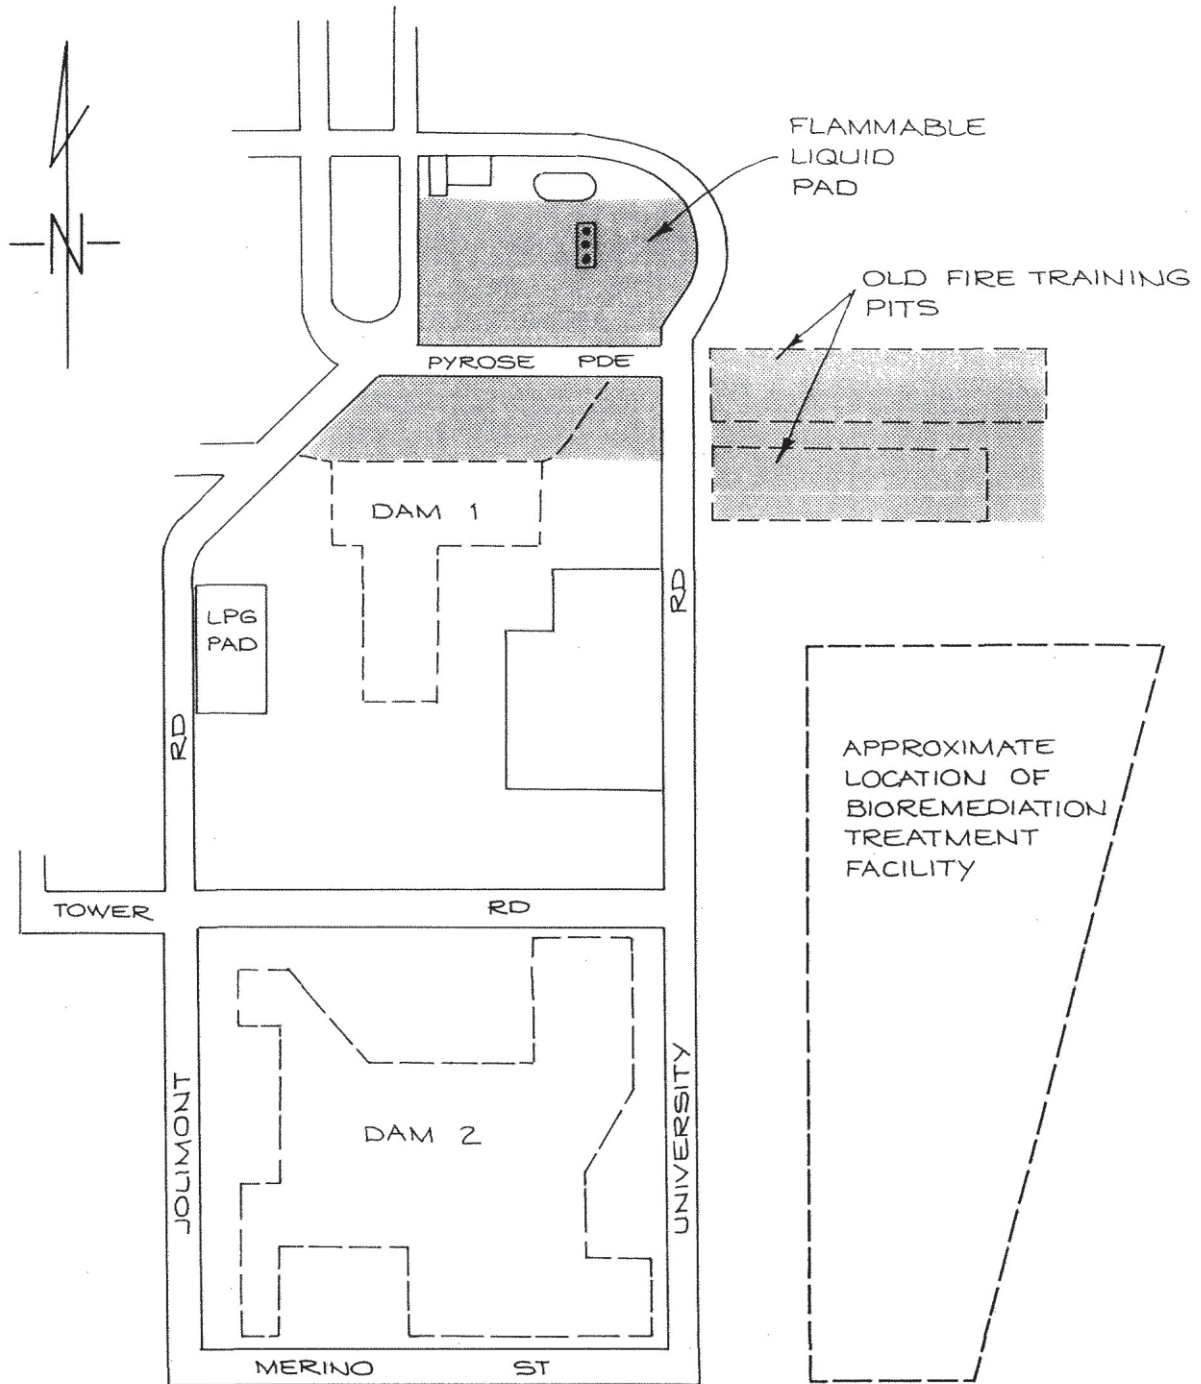 N
FLAMMABLE
LIQUID
PAD
OLD FIRE TRAINING
PITS
PYROSE PDE
DAM 1
LPG
PAD
RD
RD
APPROXIMATE
LOCATION OF
BIOREMEDIATION
TREATMENT
FACILITY
TOWER RD
JOLIMONT
DAM 2
UNIVERSITY
MERINO ST